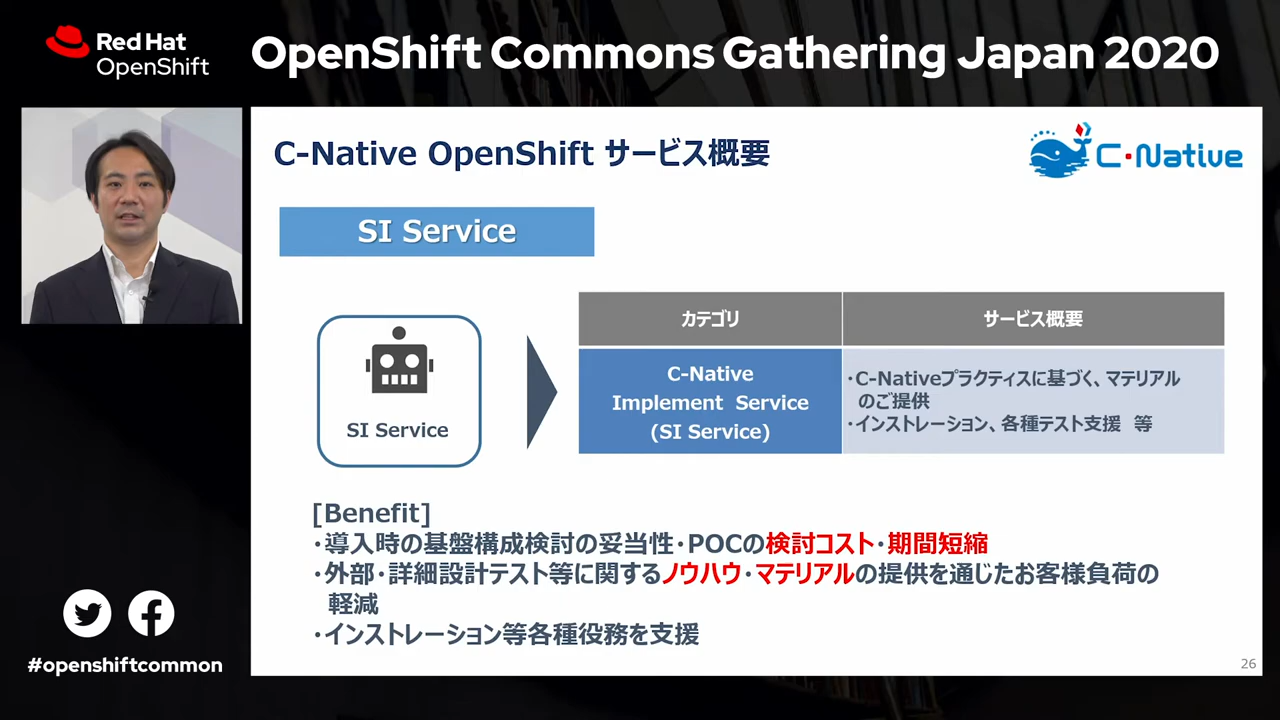 Red Hat
OpenShift
OpenShift Commons Gathering Japan 2020
C-Native OpenShift サービス概要
C·Native
SI Service
SI Service
カテゴリ
サービス概要
C-Native
Implement Service
(SI Service)
・C-Nativeプラクティスに基づく、マテリアル
のご提供
・インストレーション、各種テスト支援 等
[Benefit]
・導入時の基盤構成検討の妥当性・POCの検討コスト・期間短縮
・外部・詳細設計テスト等に関するノウハウ・マテリアルの提供を通じたお客様負荷の
軽減
・インストレーション等各種役務を支援
#openshiftcommon
26